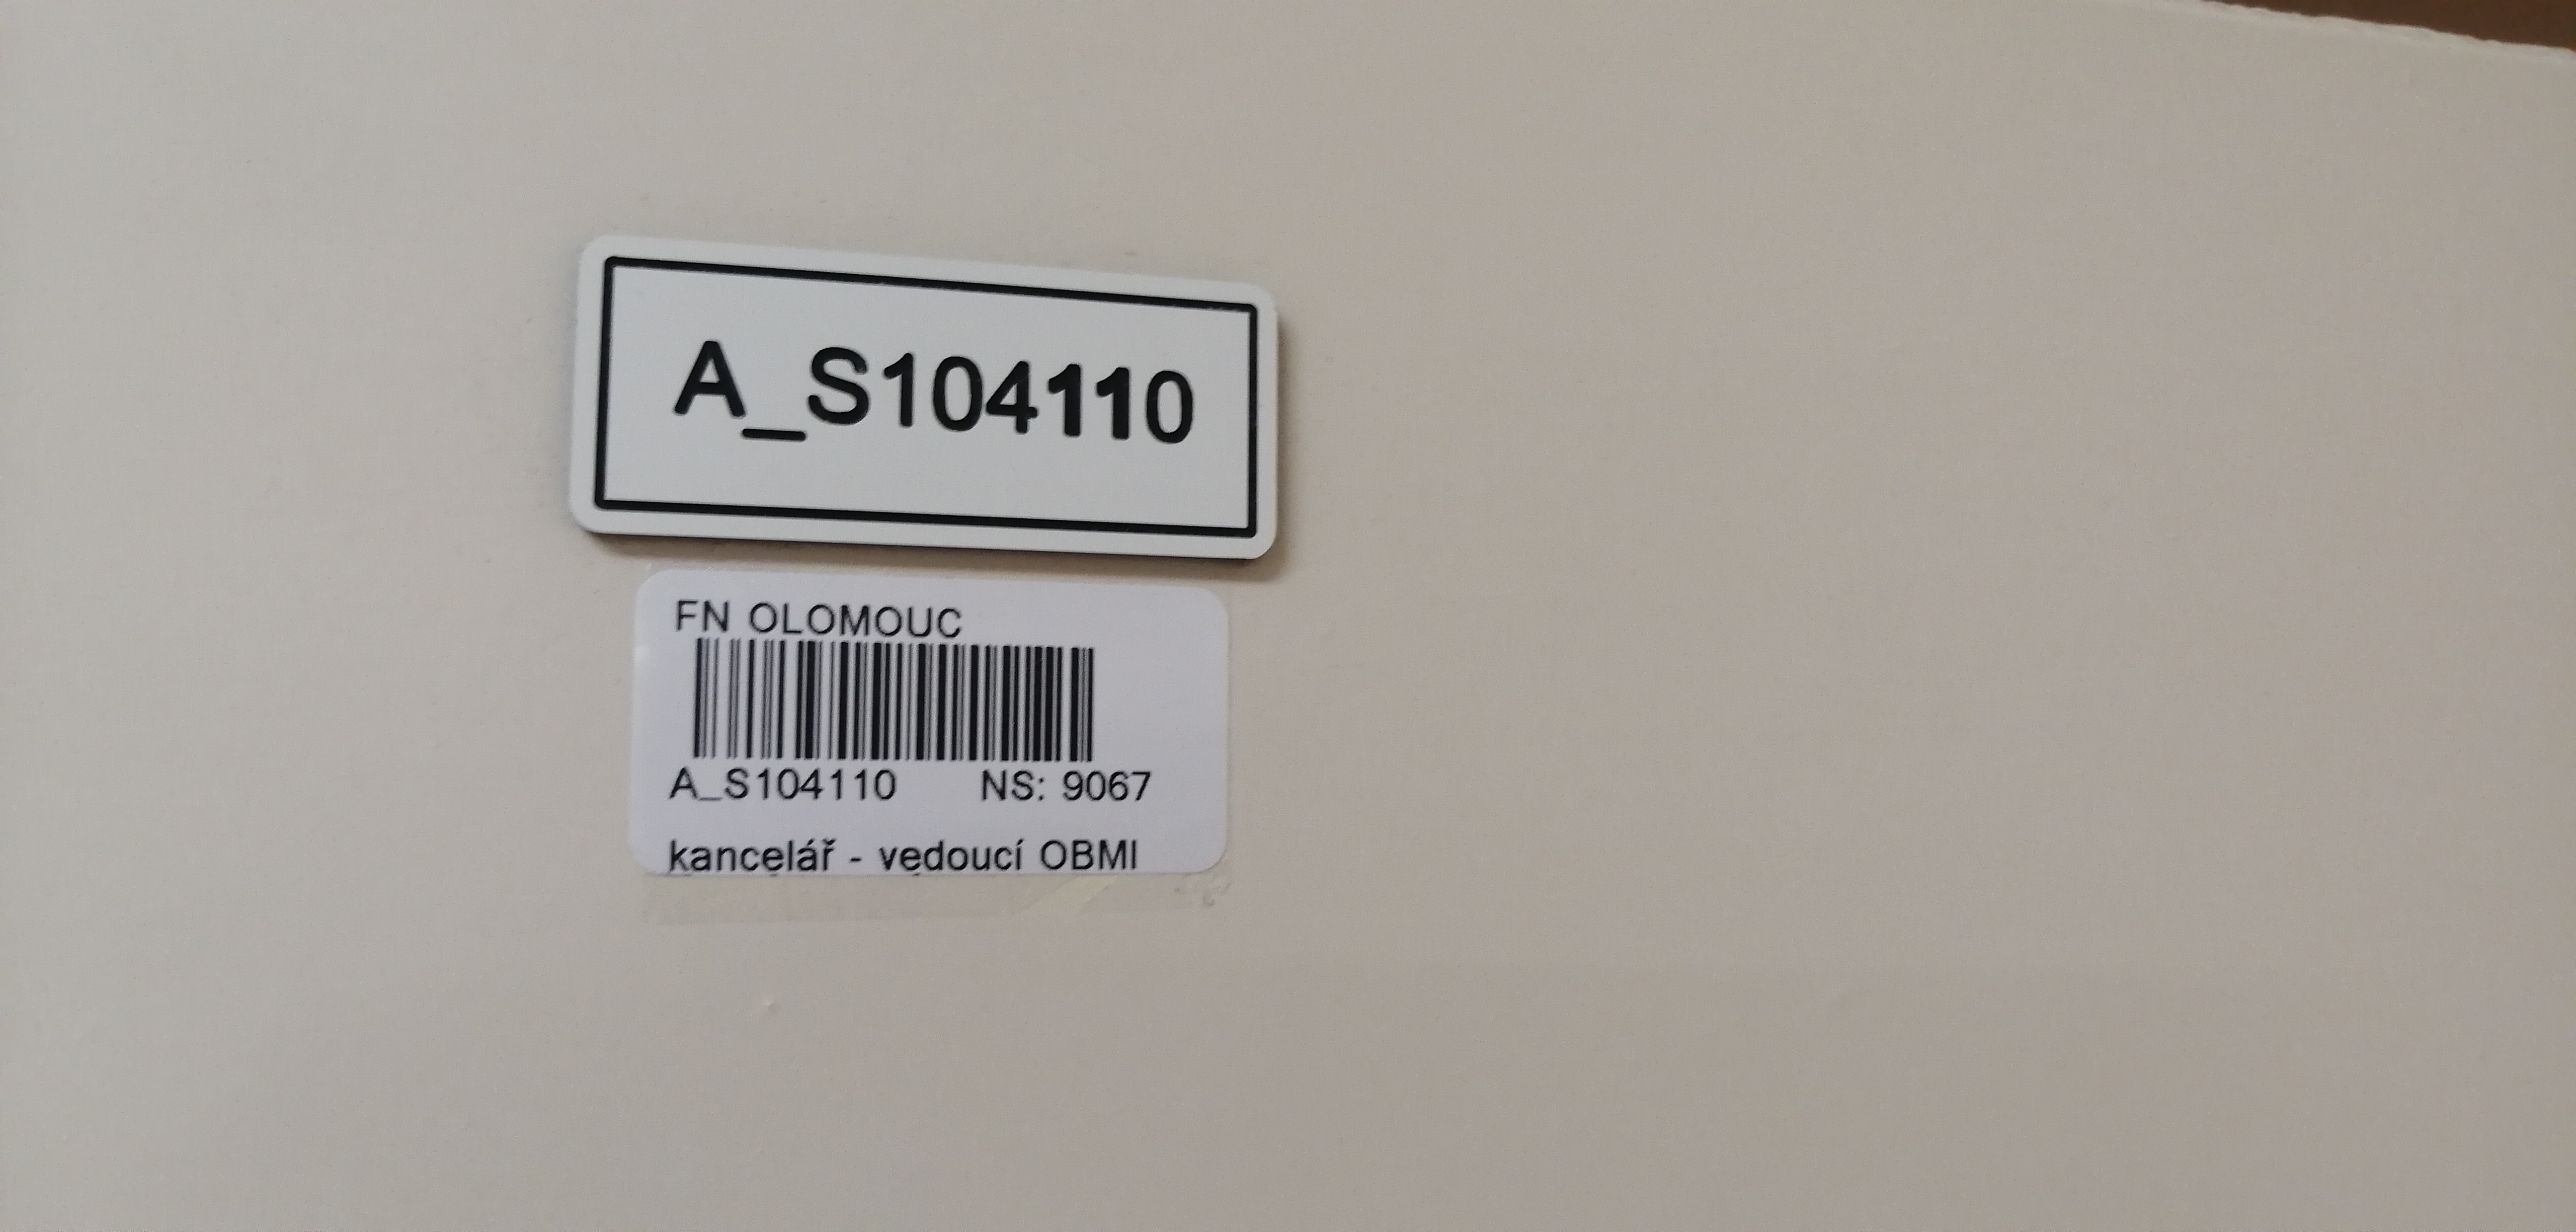 A_S104110
FN OLOMOUC
A_S104110 NS: 9067
kancelář - vedoucí OBMI